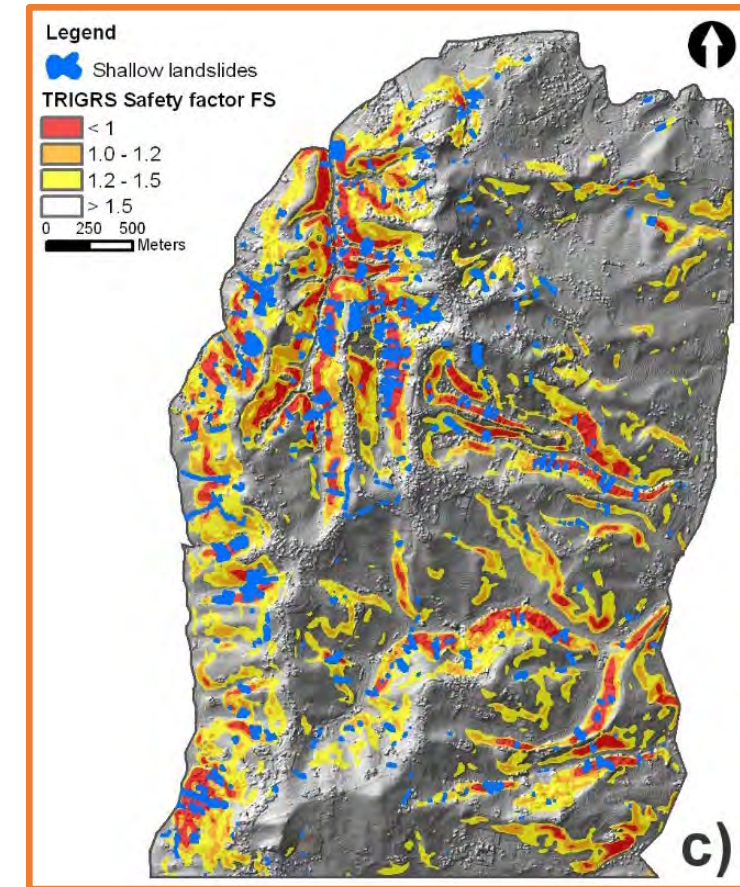 Legend
Shallow landslides
TRIGRS Safety factor FS
< 1
1.0 - 1.2
1.2 - 1.5
> 1.5
0 250 500
Meters
c)